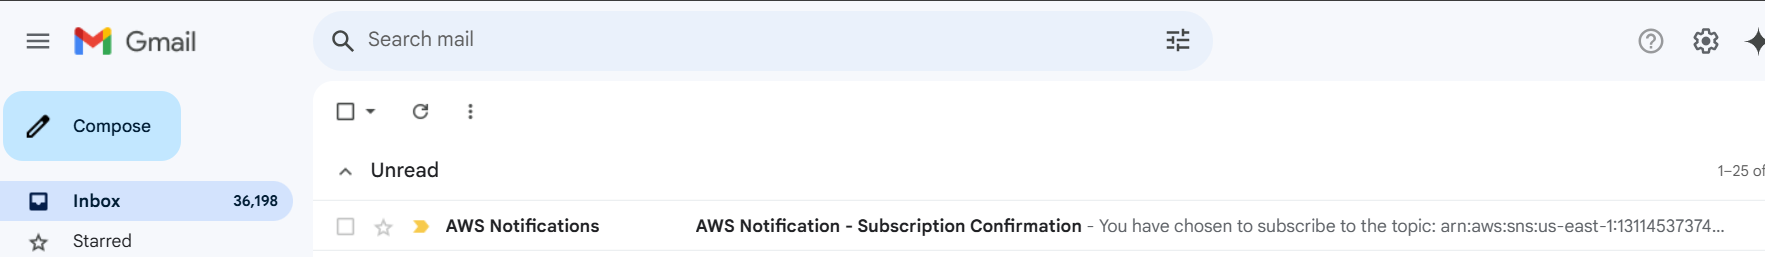 Gmail
Search mail
Compose
Unread
1–25 of
Inbox 36,198
AWS Notifications AWS Notification - Subscription Confirmation - You have chosen to subscribe to the topic: arn:aws:sns:us-east-1:13114537374...
Starred